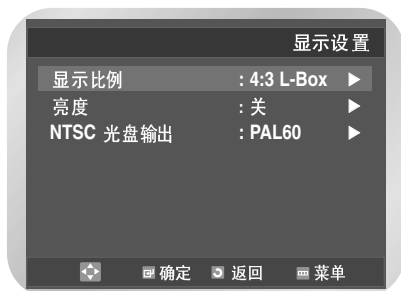 显示设置
显示比例 : 4:3 L-Box
亮度 : 关
NTSC 光盘输出 : PAL60
确定 返回 菜单